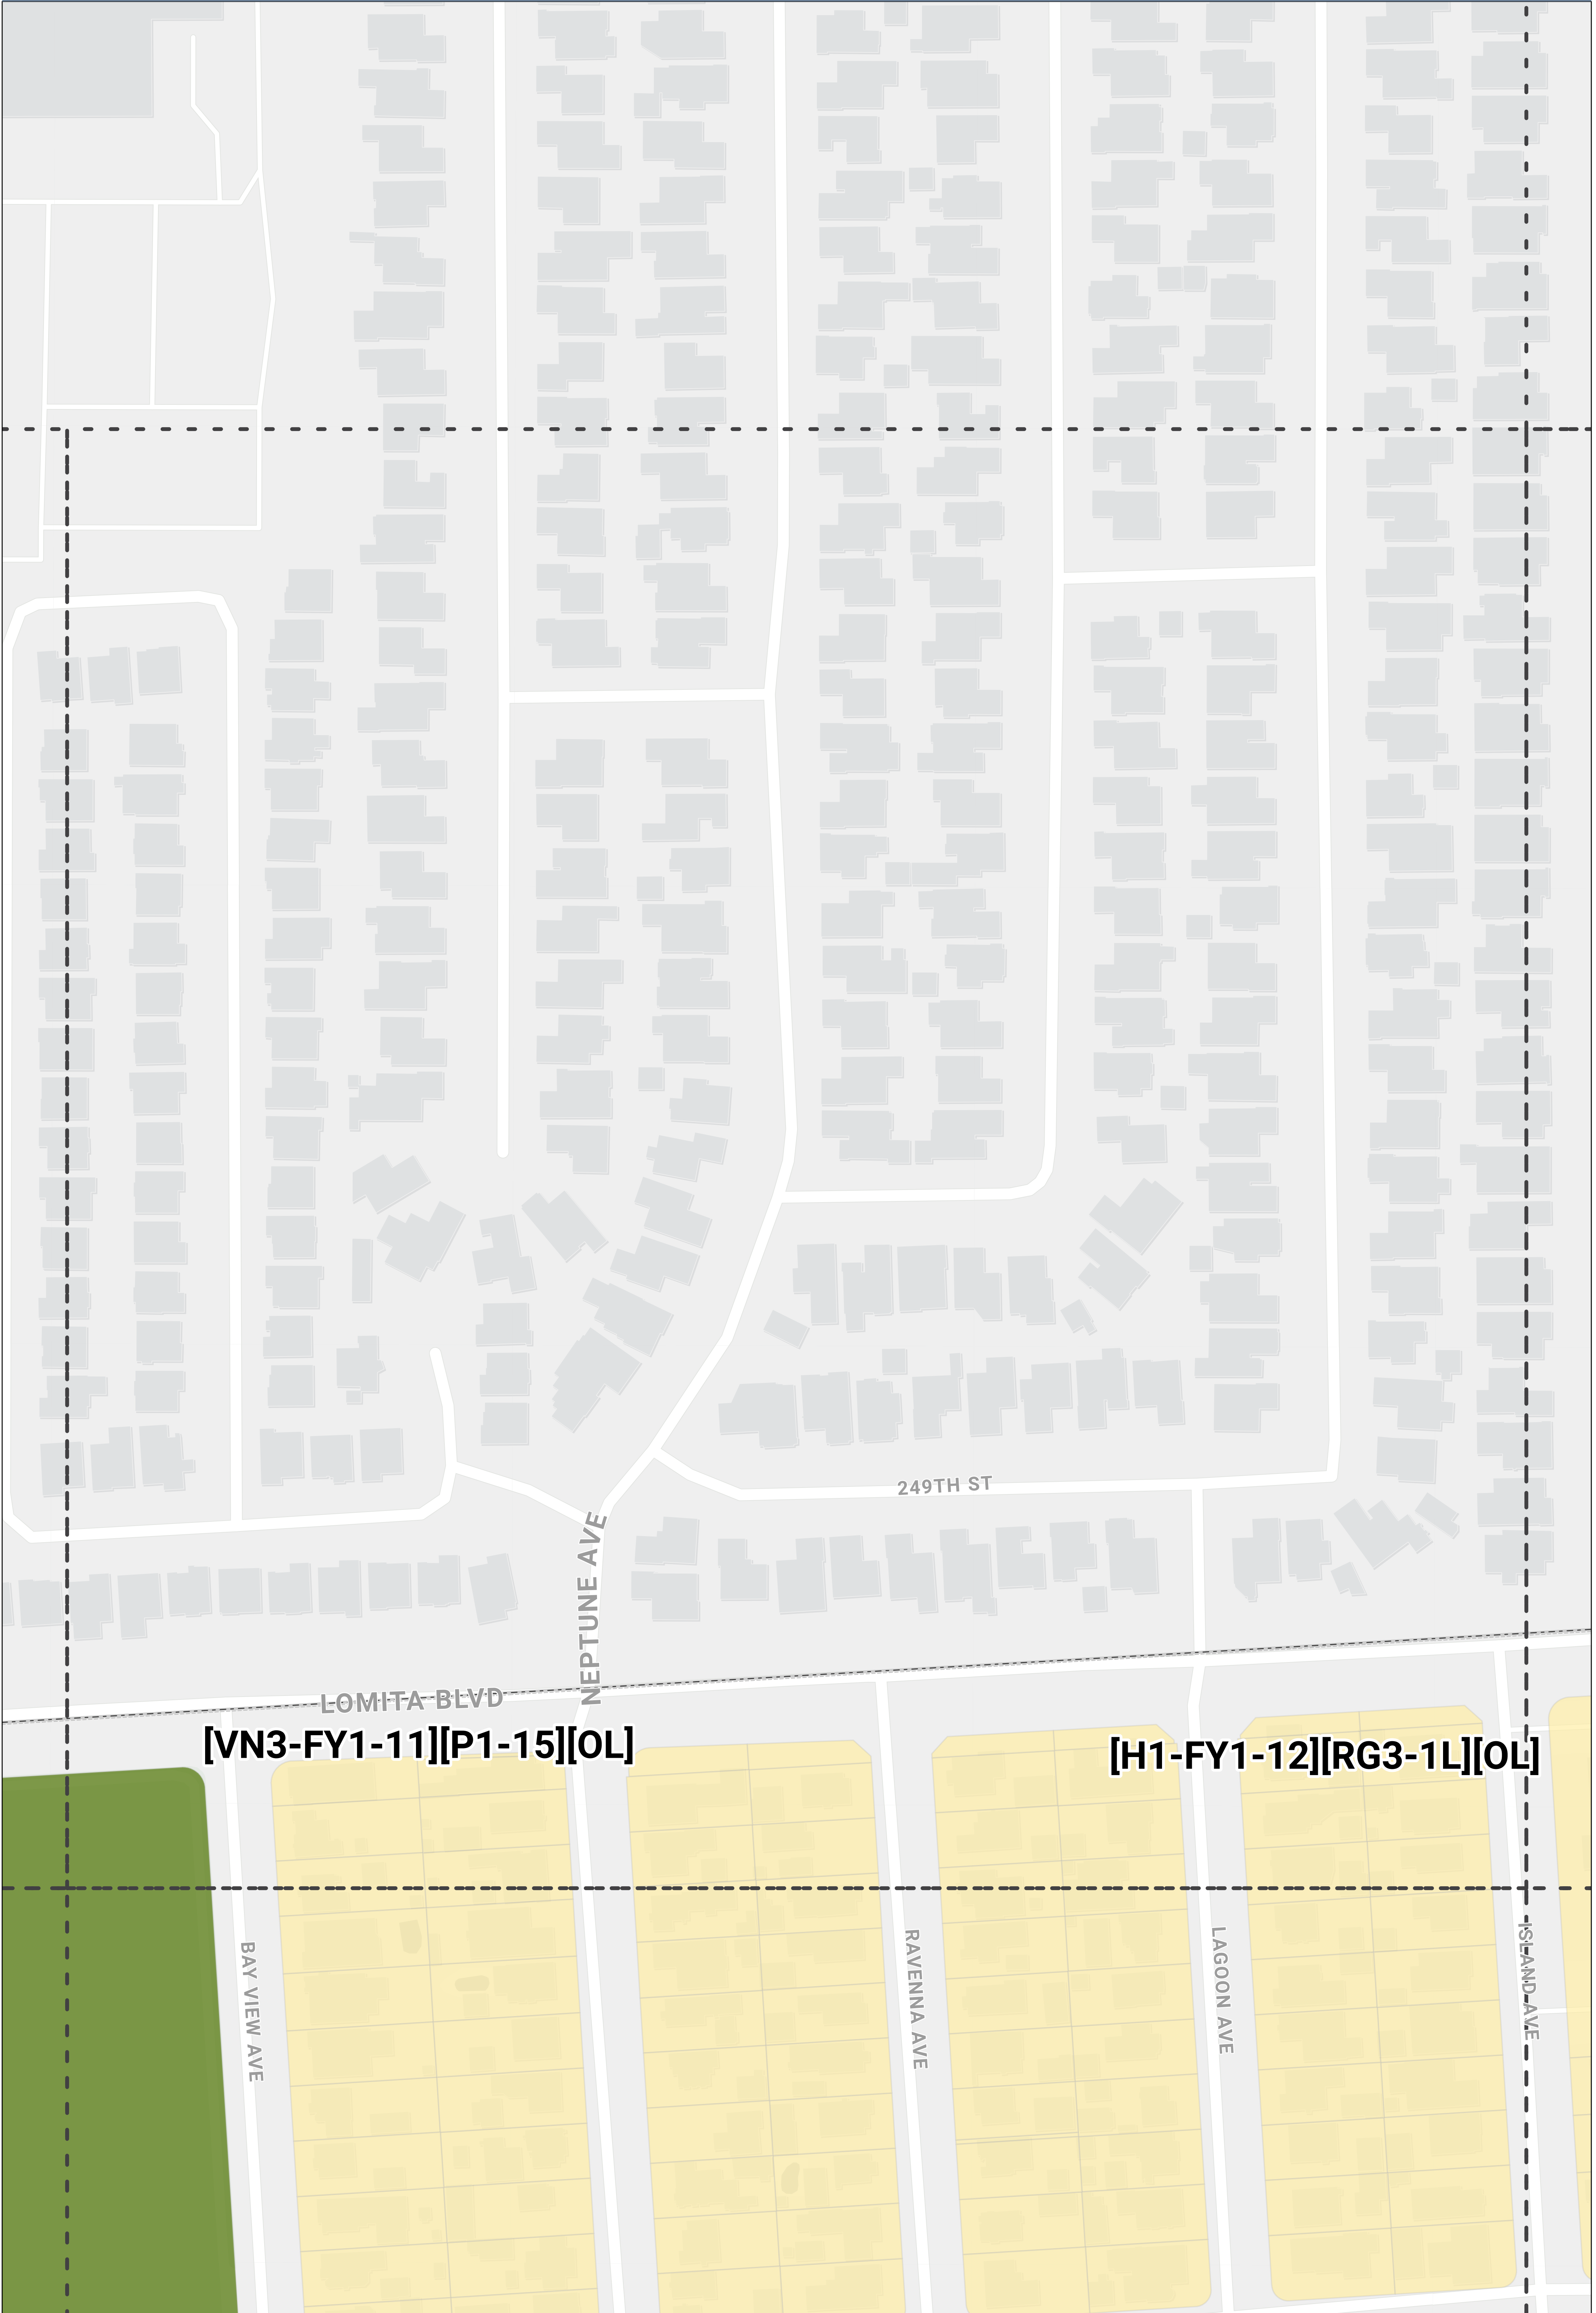 249TH ST
NEPTUNE AVE
LOMITA BLVD
[VN3-FY1-11][P1-15][OL]
[H1-FY1-12][RG3-1L][OL]
BAY VIEW AVE
RAVENNA AVE
LAGOON AVE
ISLAND AVE